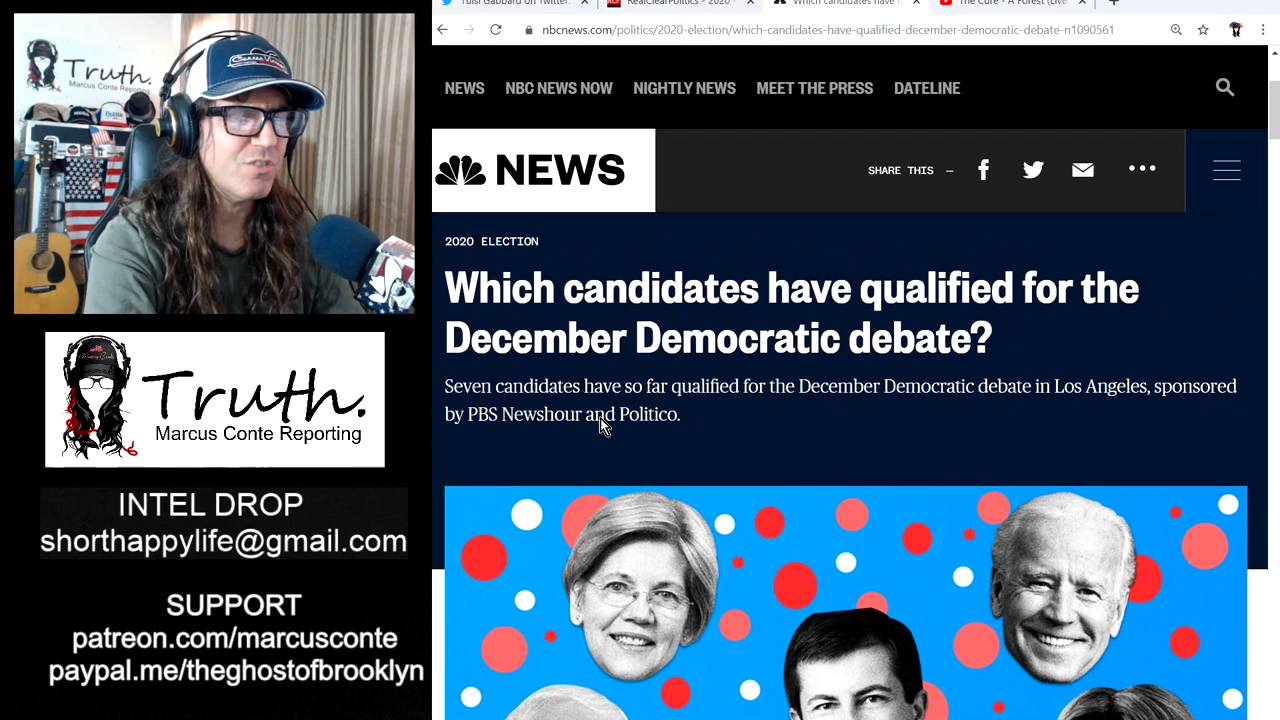 Tulsi Gabbard on Twitter:
RealClearPolitics - 2020
Which candidates have
The Cure - A Forest (Live
nbcnews.com/politics/2020-election/which-candidates-have-qualified-december-democratic-debate-n1090561
NEWS NBC NEWS NOW NIGHTLY NEWS MEET THE PRESS DATELINE
NEWS
SHARE THIS –
2020 ELECTION
Which candidates have qualified for the
December Democratic debate?
Seven candidates have so far qualified for the December Democratic debate in Los Angeles, sponsored
by PBS Newshour and Politico.
Truth.
Marcus Conte Reporting
Truth.
Marcus Conte Reporting
INTEL DROP
shorthappylife@gmail.com
SUPPORT
patreon.com/marcusconte
paypal.me/theghostofbrooklyn